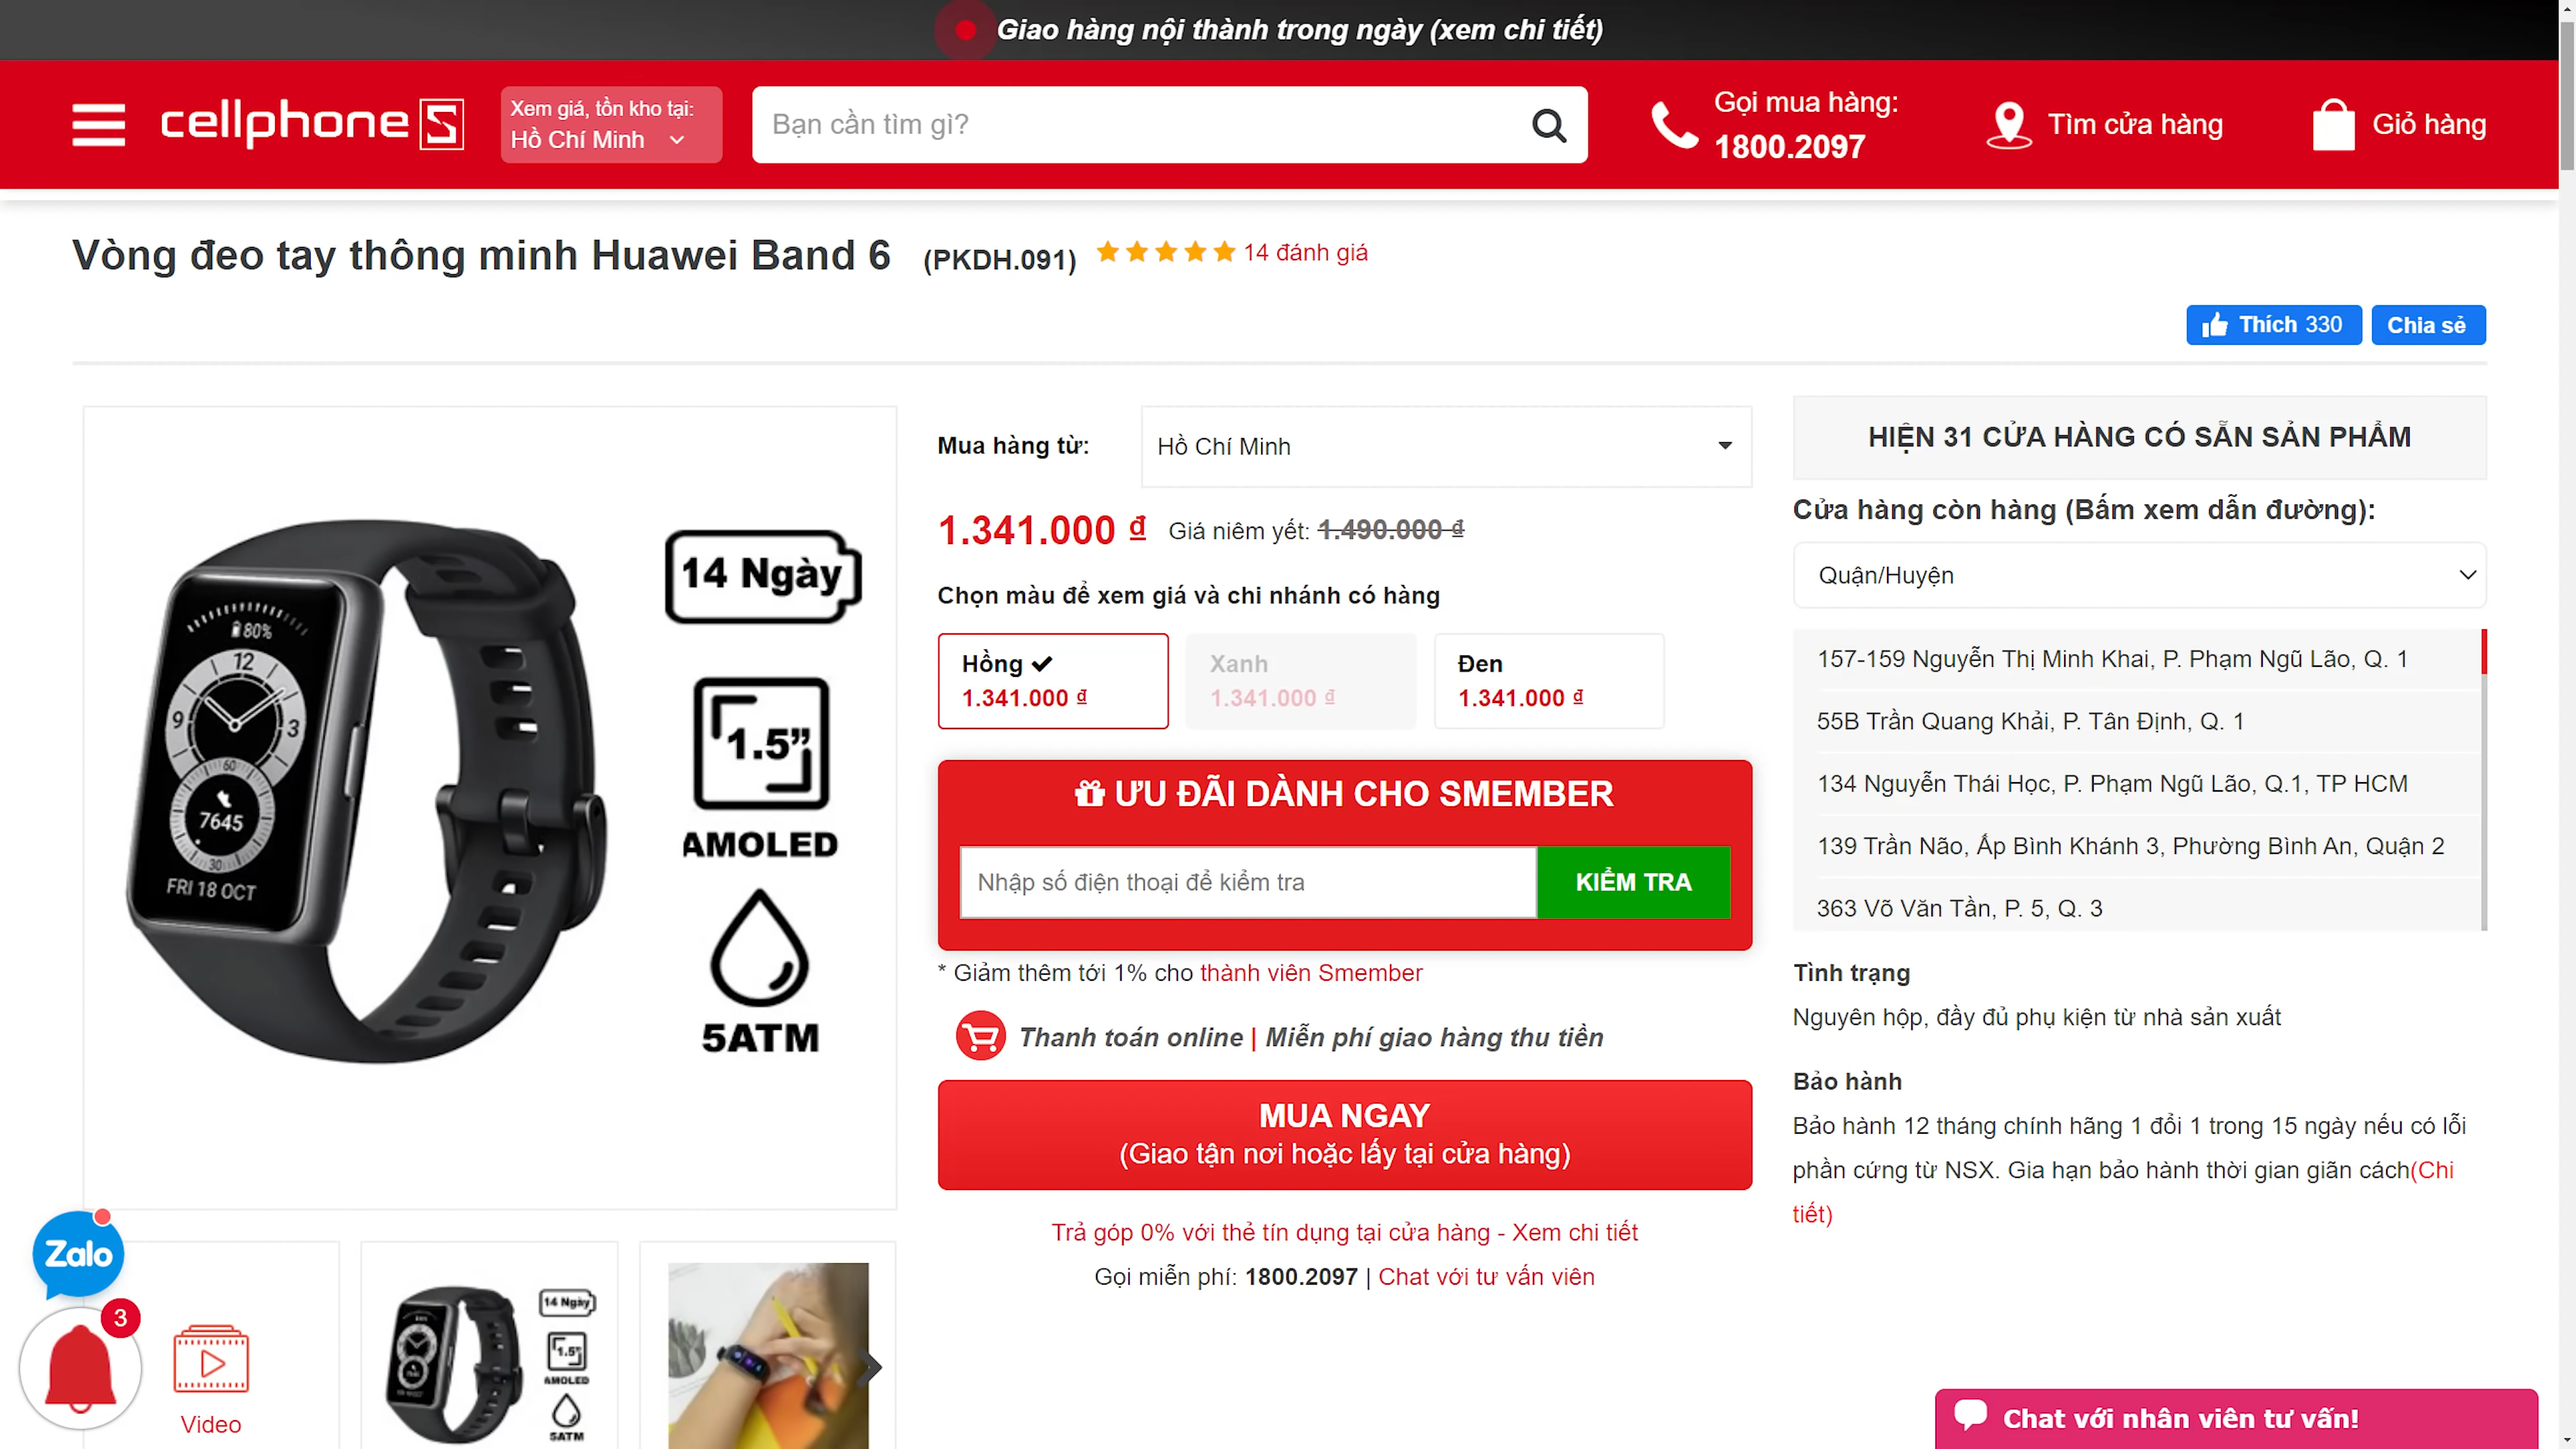 Giao hàng nội thành trong ngày (xem chi tiết)
cellphoneS
Xem giá, tồn kho tại:
Hồ Chí Minh
Bạn cần tìm gì?
Gọi mua hàng:
1800.2097
Tìm cửa hàng
Giỏ hàng
Vòng đeo tay thông minh Huawei Band 6 (PKDH.091) 14 đánh giá
Thích 330
Chia sẻ
80%
12
9
3
60
7645
30
FRI 18 OCT
14 Ngày
1.5”
AMOLED
5ATM
Video
14 Ngày
1.5”
AMOLED
5ATM
Zalo
3
Mua hàng từ:
Hồ Chí Minh
1.341.000 ₫ Giá niêm yết: 1.490.000 ₫
Chọn màu để xem giá và chi nhánh có hàng
Hồng
1.341.000 ₫
Xanh
1.341.000 ₫
Đen
1.341.000 ₫
ƯU ĐÃI DÀNH CHO SMEMBER
Nhập số điện thoại để kiểm tra
KIỂM TRA
* Giảm thêm tới 1% cho thành viên Smember
Thanh toán online | Miễn phí giao hàng thu tiền
MUA NGAY
(Giao tận nơi hoặc lấy tại cửa hàng)
Trả góp 0% với thẻ tín dụng tại cửa hàng - Xem chi tiết
Gọi miễn phí: 1800.2097 | Chat với tư vấn viên
HIỆN 31 CỬA HÀNG CÓ SẴN SẢN PHẨM
Cửa hàng còn hàng (Bấm xem dẫn đường):
Quận/Huyện
157-159 Nguyễn Thị Minh Khai, P. Phạm Ngũ Lão, Q. 1
55B Trần Quang Khải, P. Tân Định, Q. 1
134 Nguyễn Thái Học, P. Phạm Ngũ Lão, Q.1, TP HCM
139 Trần Não, Ấp Bình Khánh 3, Phường Bình An, Quận 2
363 Võ Văn Tần, P. 5, Q. 3
Tình trạng
Nguyên hộp, đầy đủ phụ kiện từ nhà sản xuất
Bảo hành
Bảo hành 12 tháng chính hãng 1 đổi 1 trong 15 ngày nếu có lỗi
phần cứng từ NSX. Gia hạn bảo hành thời gian giãn cách(Chi
tiết)
Chat với nhân viên tư vấn!